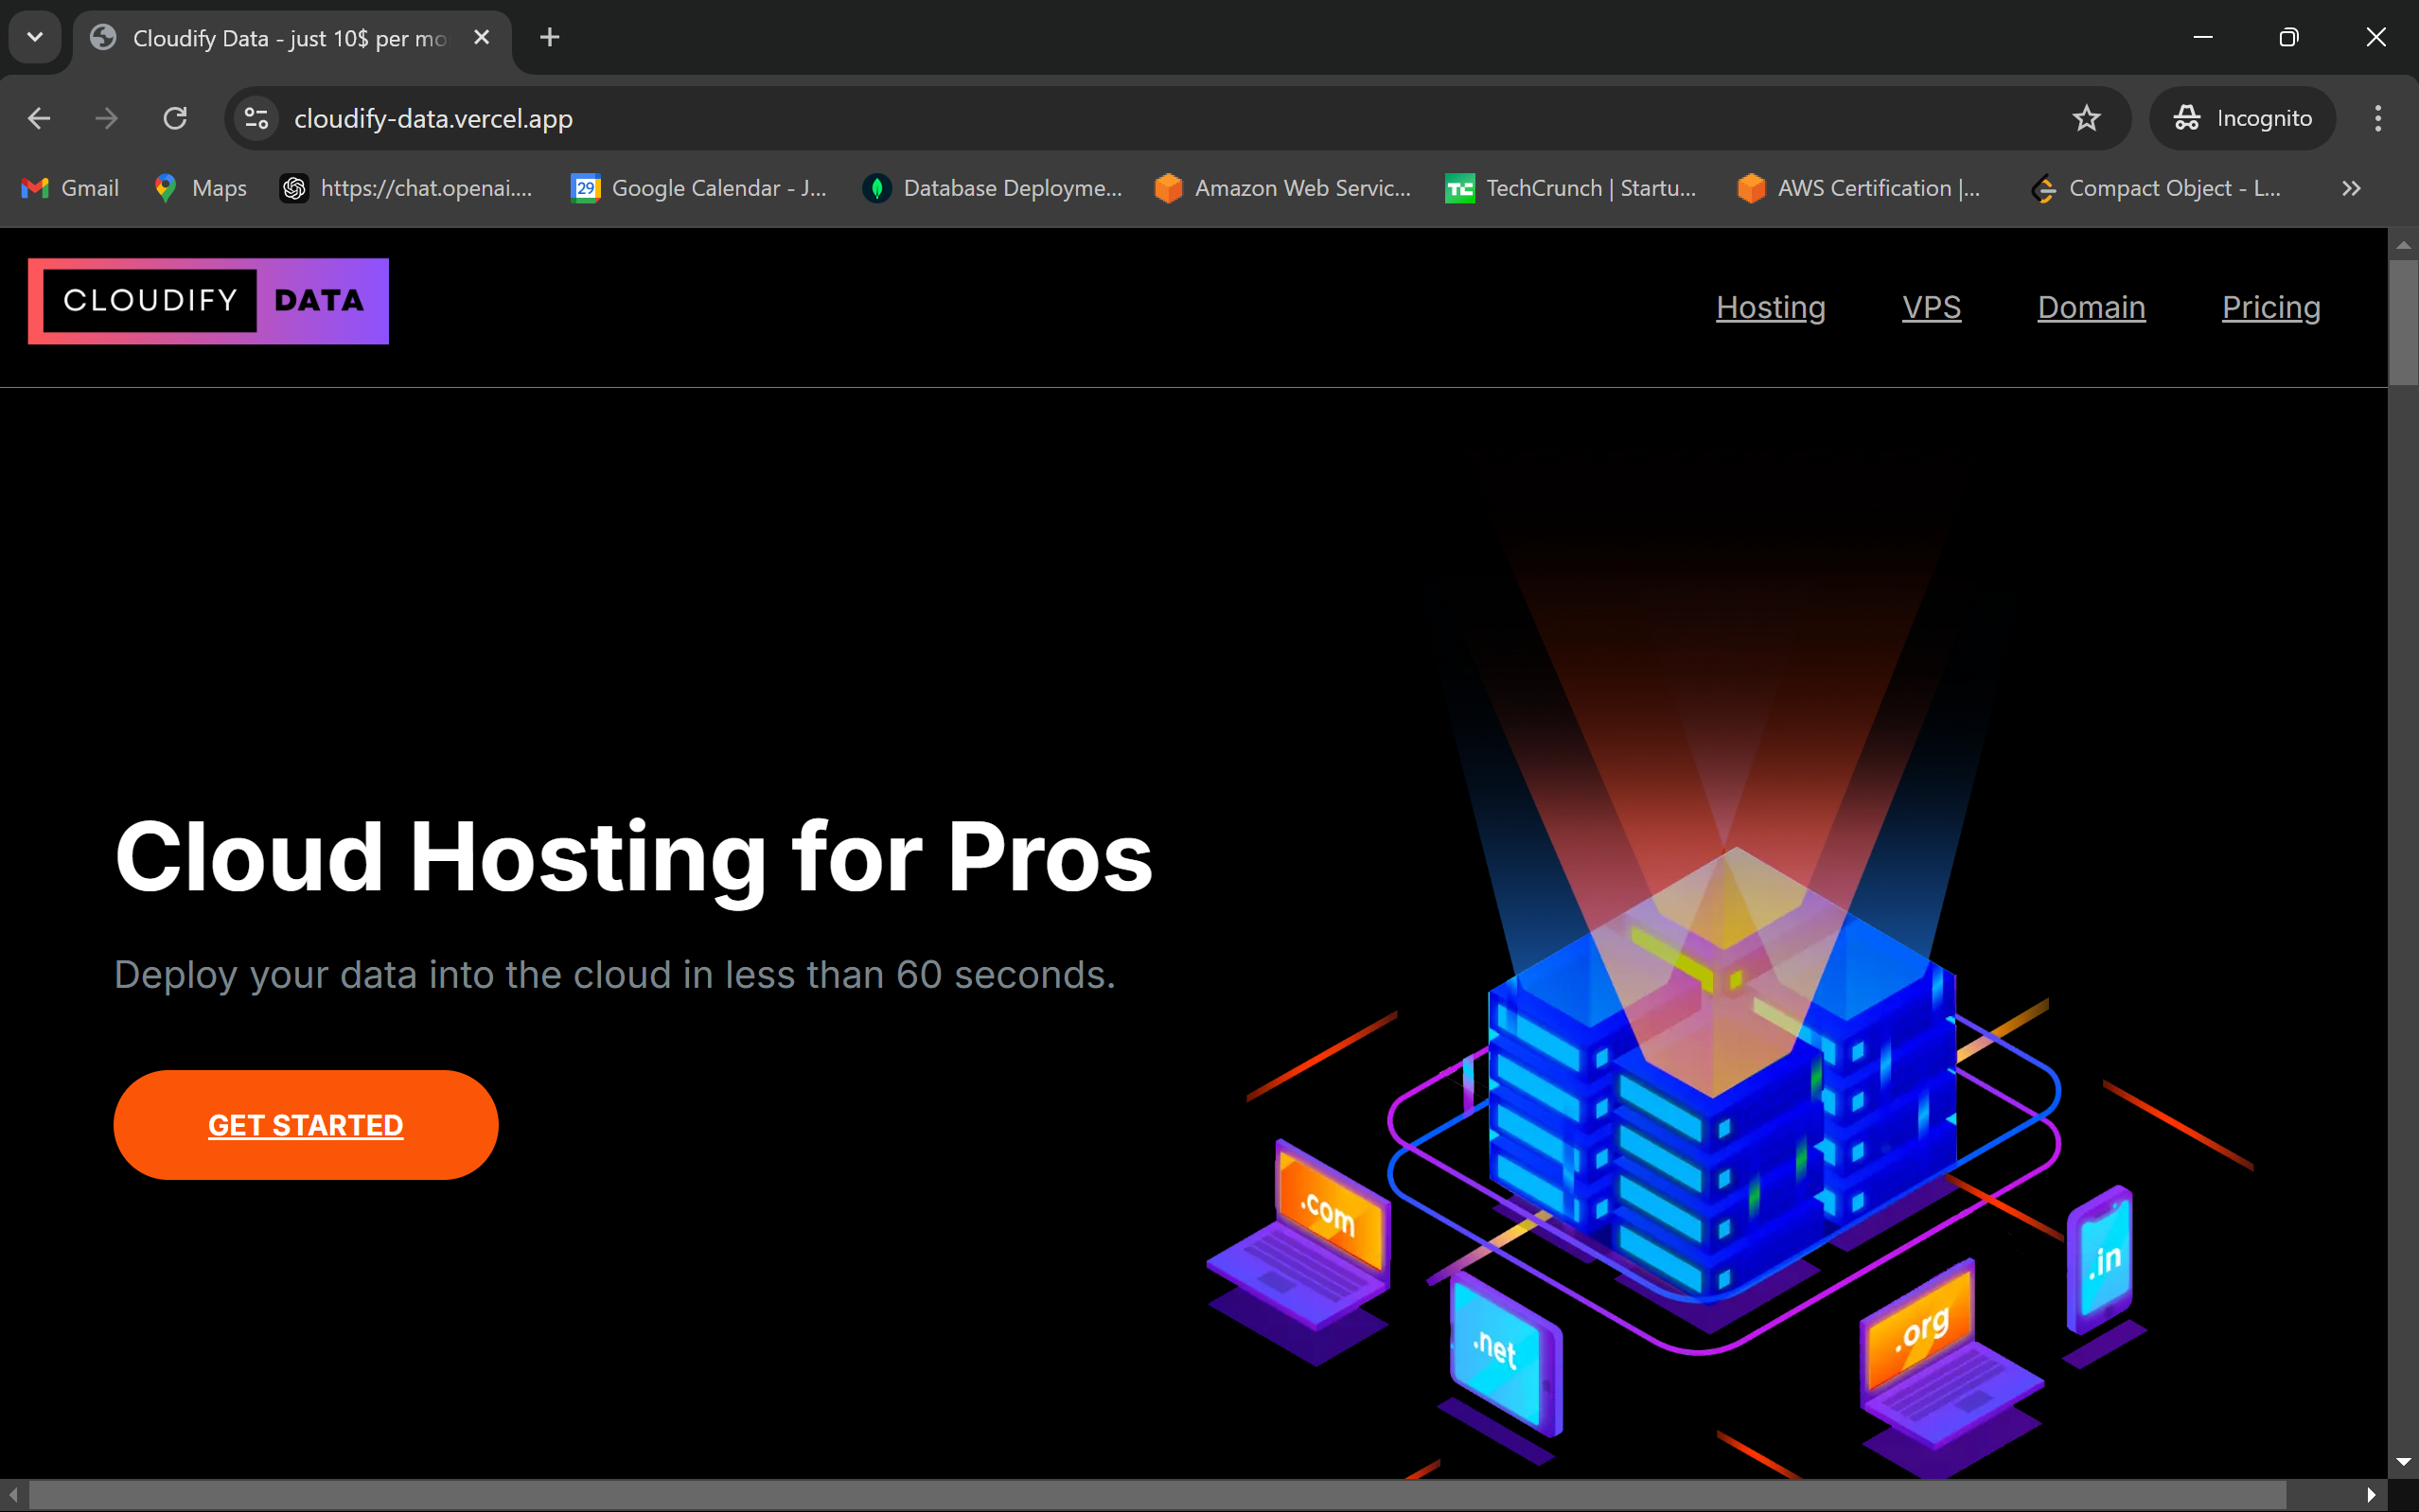 Cloudify Data - just 10$ per mo
cloudify-data.vercel.app
Incognito
Gmail
Maps
https://chat.openai....
29
Google Calendar - J...
Database Deployme...
Amazon Web Servic...
TC
TechCrunch | Startu...
AWS Certification |...
Compact Object - L...
CLOUDIFY DATA
Hosting
VPS
Domain
Pricing
Cloud Hosting for Pros
Deploy your data into the cloud in less than 60 seconds.
GET STARTED
.com
.net
.org
.in